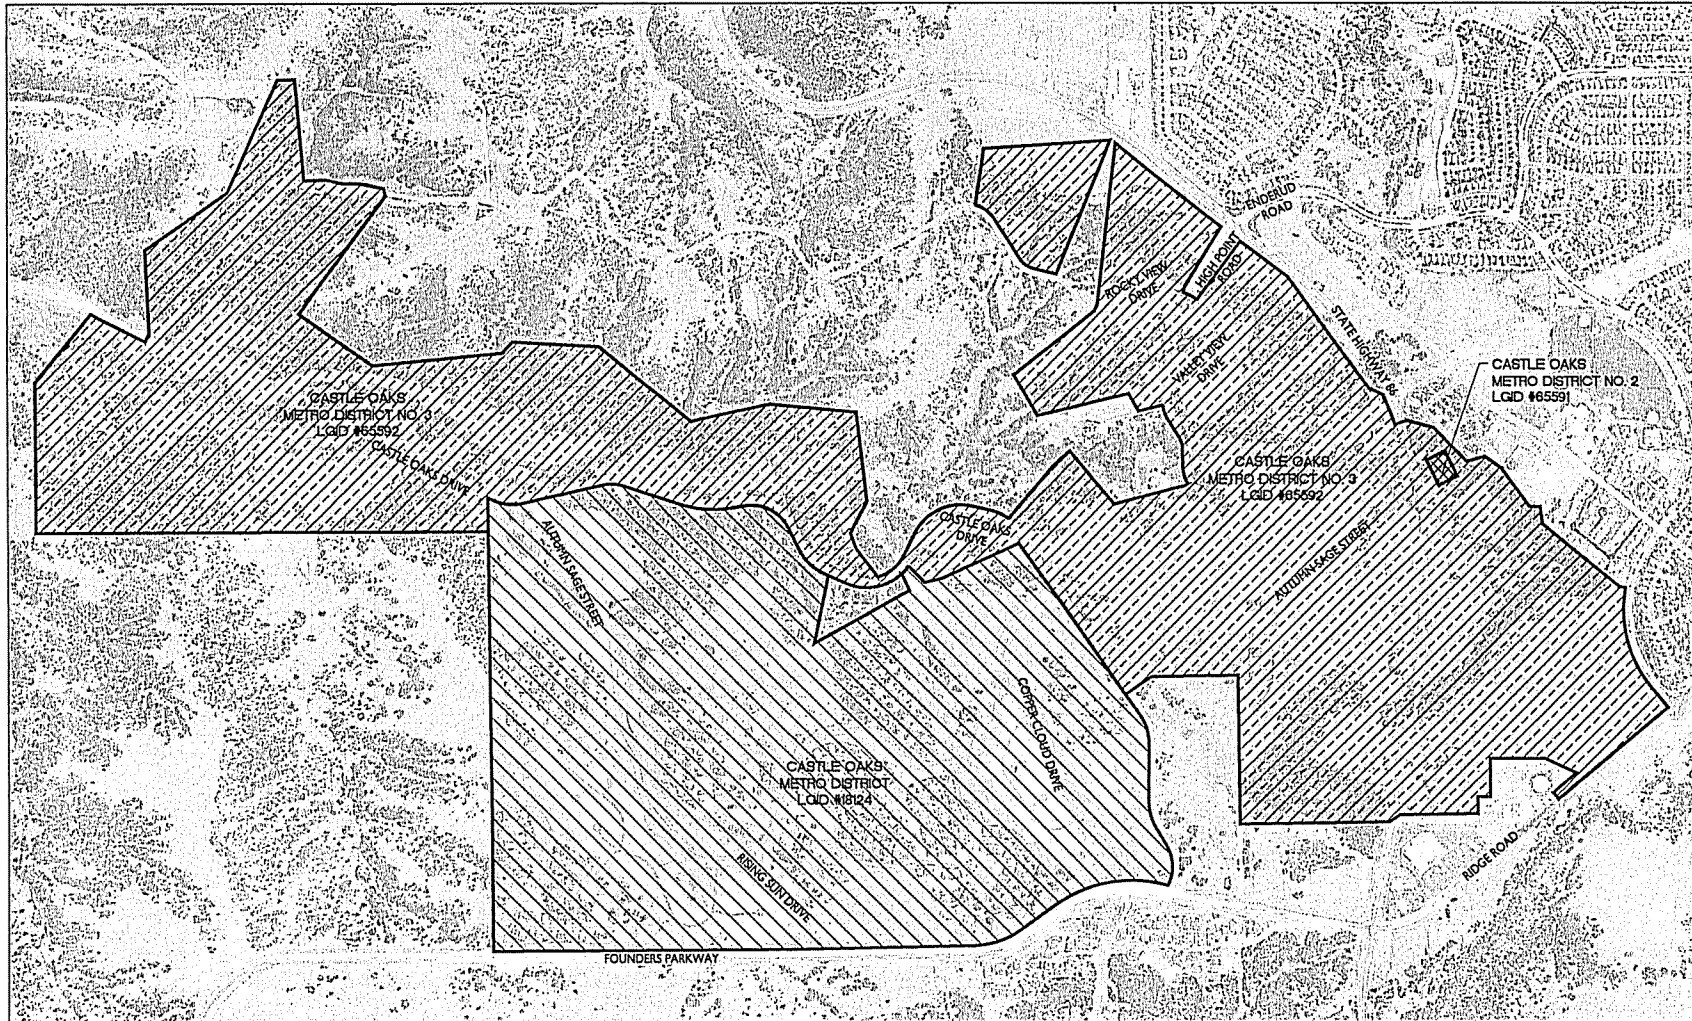 ENDERUD
ROAD
HIGH POINT
ROAD
ROCKY VIEW
DRIVE
STATE HIGHWAY 86
VALLEY VIEW
DRIVE
CASTLE OAKS
METRO DISTRICT NO. 2
LGID #65591
CASTLE OAKS
METRO DISTRICT NO. 3
LGID #65592
CASTLE OAKS DRIVE
CASTLE OAKS
METRO DISTRICT NO. 3
LGID #65592
CASTLE OAKS
DRIVE
AUTUMN SAGE STREET
AUTUMN SAGE STREET
COPPER CLOUD DRIVE
CASTLE OAKS
METRO DISTRICT
LGID #18124
RISING SUN DRIVE
RIDGE ROAD
FOUNDERS PARKWAY